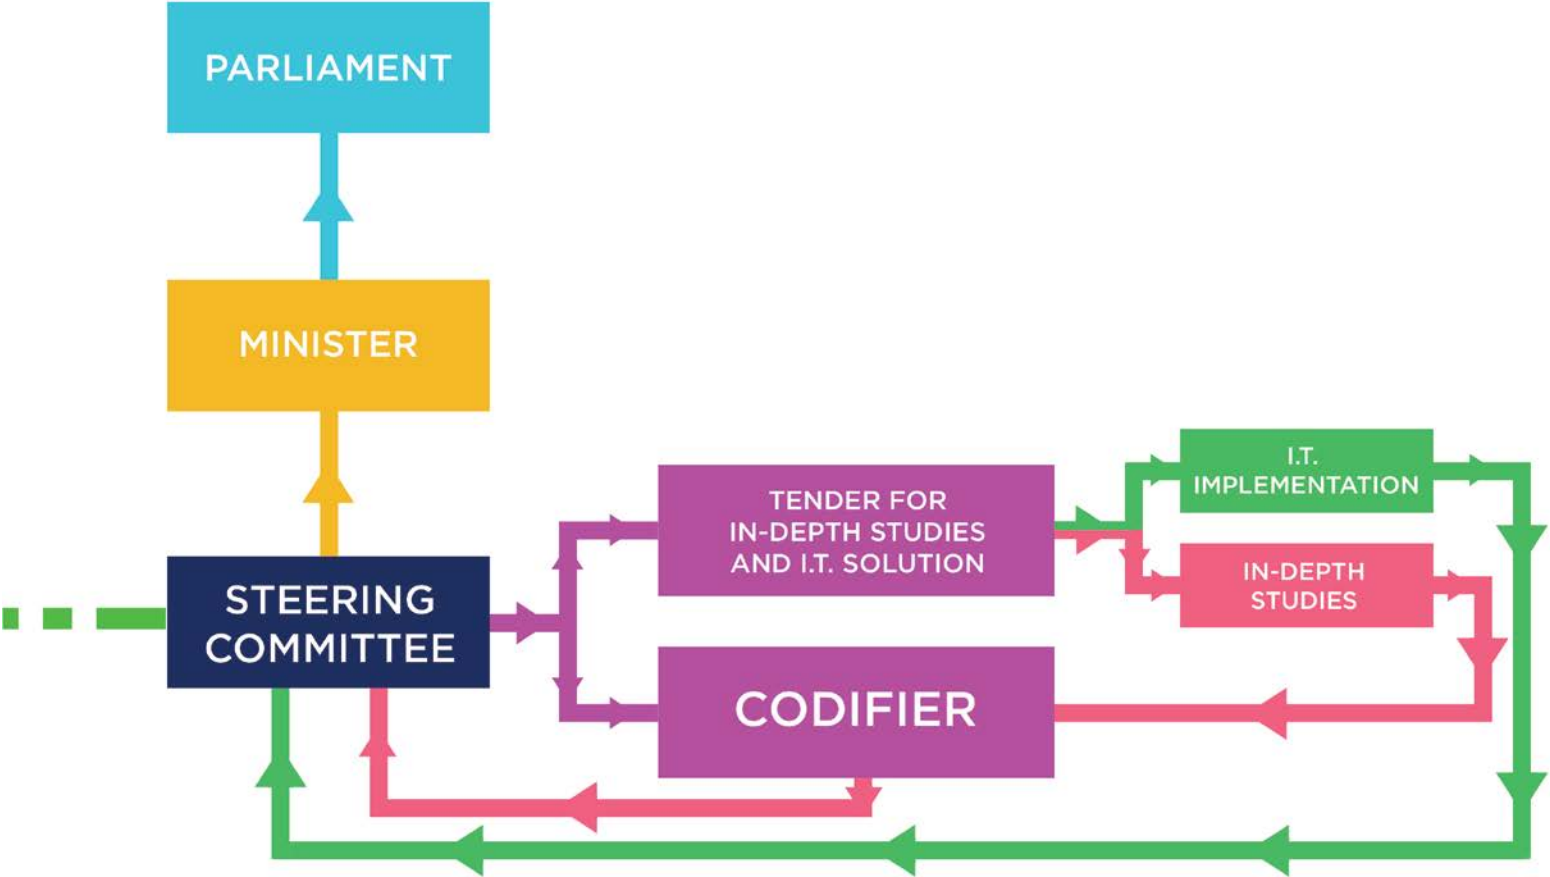 PARLIAMENT
MINISTER
STEERING
COMMITTEE
TENDER FOR
IN-DEPTH STUDIES
AND I.T. SOLUTION
CODIFIER
I.T.
IMPLEMENTATION
IN-DEPTH
STUDIES